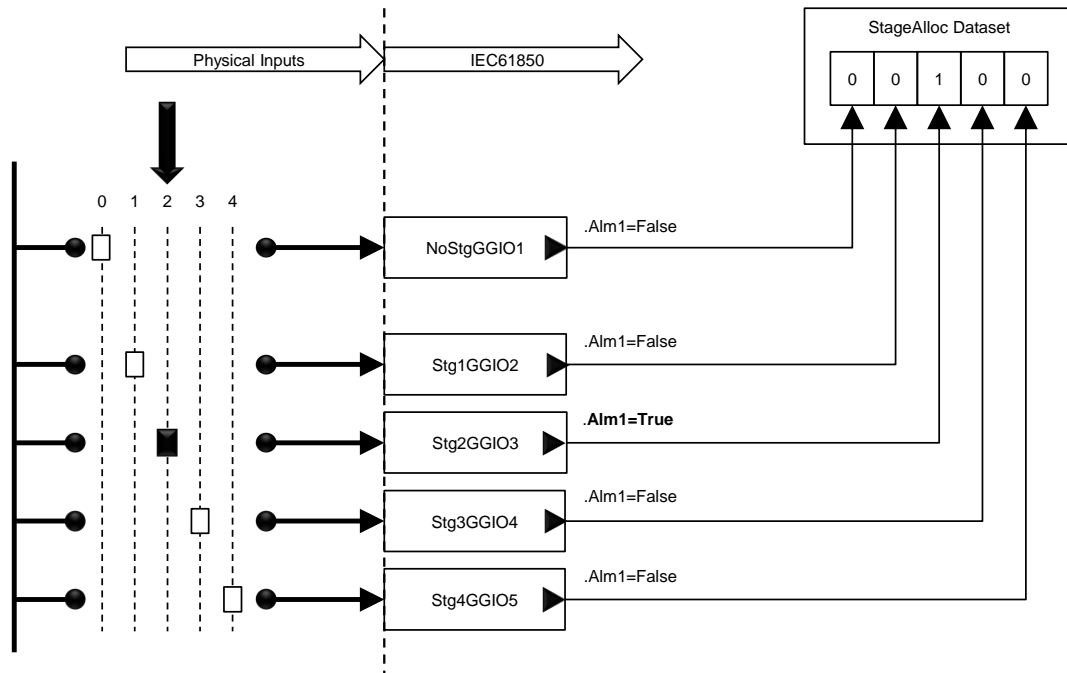 StageAlloc Dataset
Physical Inputs
IEC61850
0 0 1 0 0
0 1 2 3 4
.Alm1=False
NoStgGGIO1
.Alm1=False
Stg1GGIO2
.Alm1=True
Stg2GGIO3
.Alm1=False
Stg3GGIO4
.Alm1=False
Stg4GGIO5